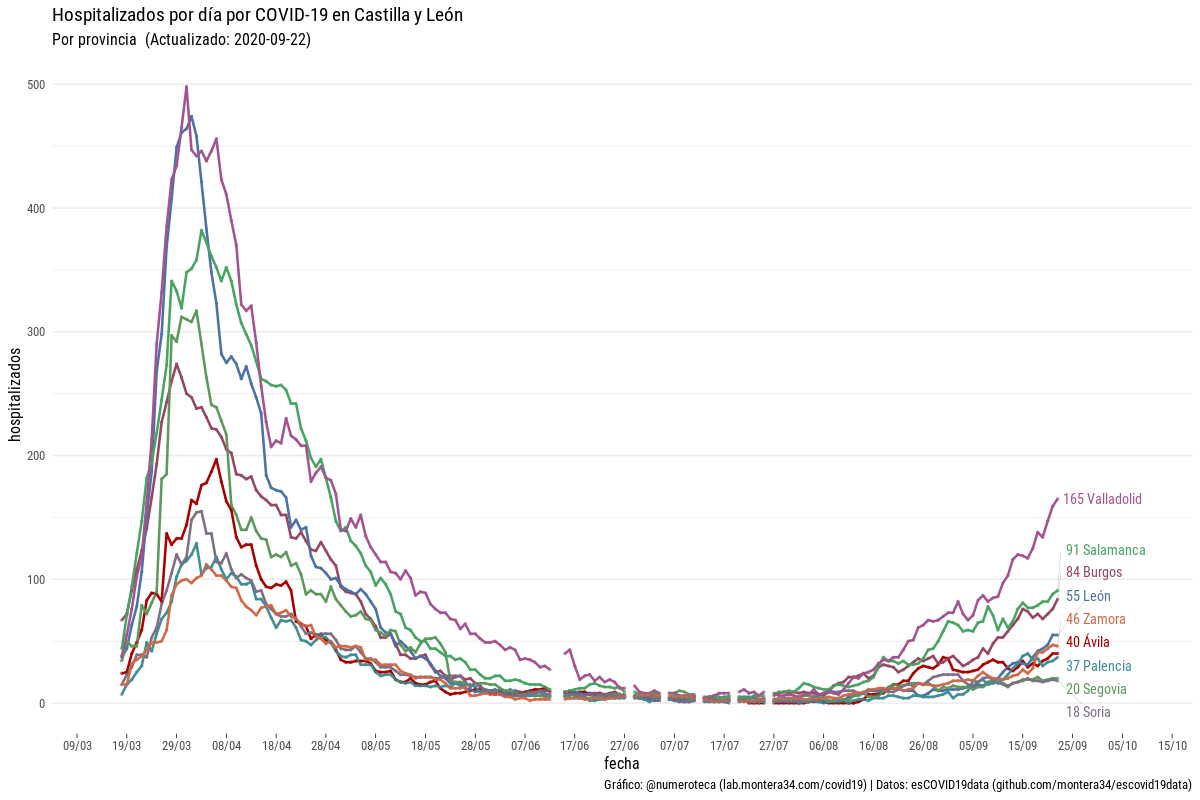 Hospitalizados por día por COVID-19 en Castilla y León
Por provincia  (Actualizado: 2020-09-22)
500
400
300
200
100
0
hospitalizados
165 Valladolid
91 Salamanca
84 Burgos
55 León
46 Zamora
40 Ávila
37 Palencia
20 Segovia
18 Soria
09/03 19/03 29/03 08/04 18/04 28/04 08/05 18/05 28/05 07/06 17/06 27/06 07/07 17/07 27/07 06/08 16/08 26/08 05/09 15/09 25/09 05/10 15/10
fecha
Gráfico: @numeroteca (lab.montera34.com/covid19) | Datos: esCOVID19data (github.com/montera34/escovid19data)